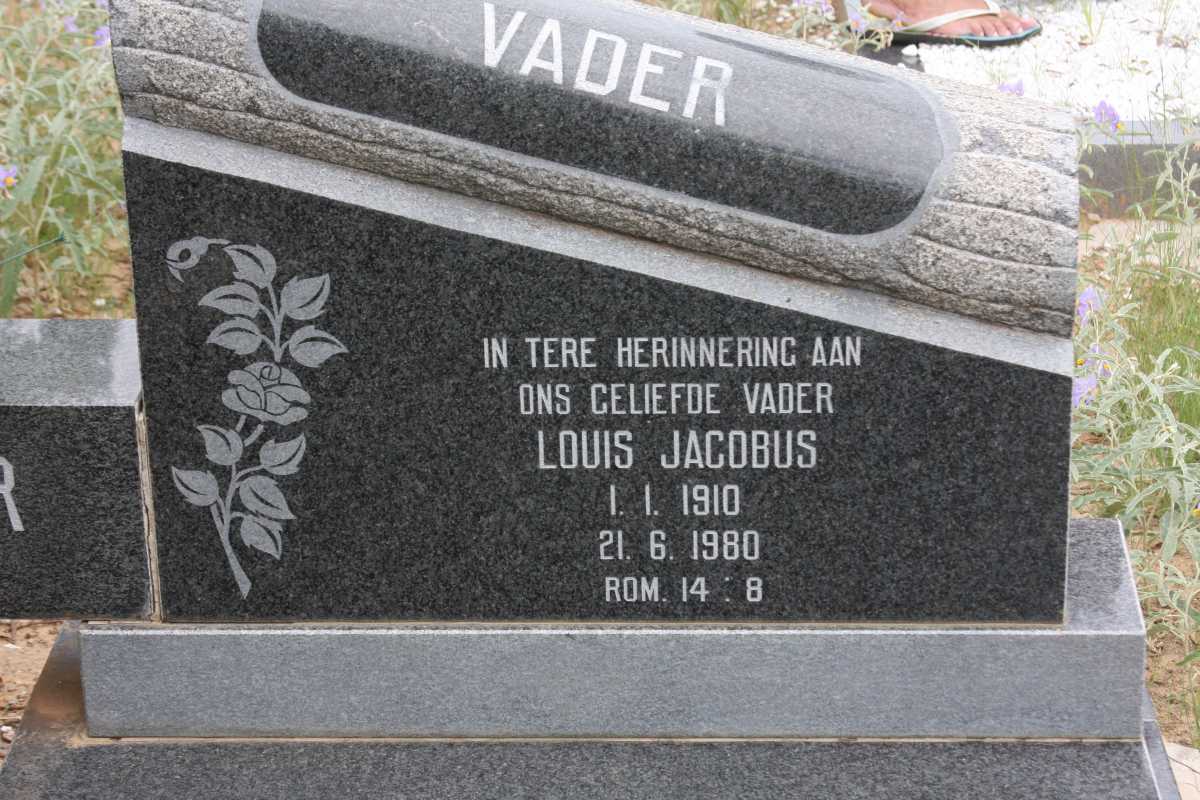 VADER
IN TERE HERINNERING AAN
ONS GELIEFDE VADER
LOUIS JACOBUS
1. 1. 1910
21. 6. 1980
ROM. 14 : 8
R